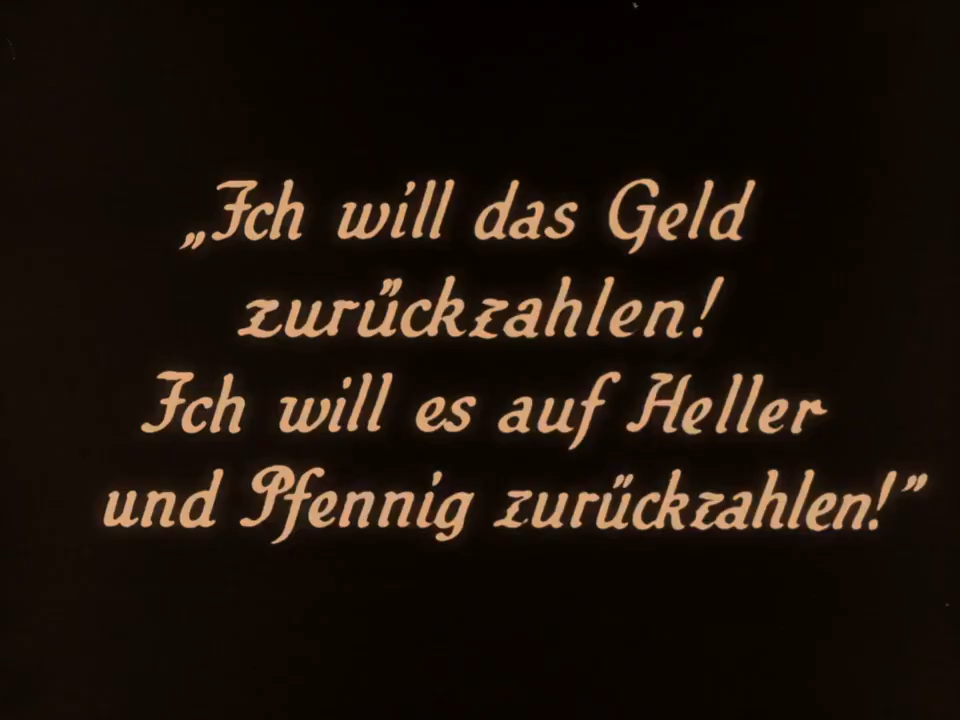 „Ich will das Geld
zurückzahlen!
Ich will es auf Heller
und Pfennig zurückzahlen!”